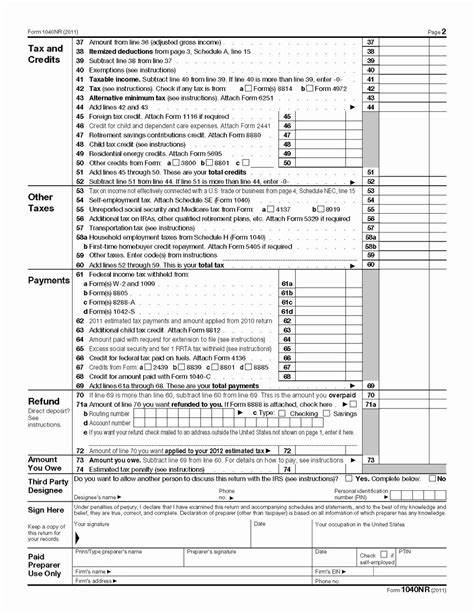 Form 1040NR (2011) Page 2
Tax and Credits
37 Amount from line 36 (adjusted gross income) 37
38 Itemized deductions from page 3, Schedule A, line 15 38
39 Subtract line 38 from line 37 39
40 Exemptions (see instructions) 40
41 Taxable income. Subtract line 40 from line 39. If line 40 is more than line 39, enter -0- 41
42 Tax (see instructions). Check if any tax is from: a Form(s) 8814 b Form 4972 42
43 Alternative minimum tax (see instructions). Attach Form 6251 43
44 Add lines 42 and 43 44
45 Foreign tax credit. Attach Form 1116 if required 45
46 Credit for child and dependent care expenses. Attach Form 2441 46
47 Retirement savings contributions credit. Attach Form 8880 47
48 Child tax credit (see instructions) 48
49 Residential energy credits. Attach Form 5695 49
50 Other credits from Form: a 3800 b 8801 c 50
51 Add lines 45 through 50. These are your total credits 51
52 Subtract line 51 from line 44. If line 51 is more than line 44, enter -0- 52
Other Taxes
53 Tax on income not effectively connected with a U.S. trade or business from page 4, Schedule NEC, line 15 53
54 Self-employment tax. Attach Schedule SE (Form 1040) 54
55 Unreported social security and Medicare tax from Form: a 4137 b 8919 55
56 Additional tax on IRAs, other qualified retirement plans, etc. Attach Form 5329 if required 56
57 Transportation tax (see instructions) 57
58a Household employment taxes from Schedule H (Form 1040) 58a
b First-time homebuyer credit repayment. Attach Form 5405 if required 58b
59 Other taxes. Enter code(s) from instructions 59
60 Add lines 52 through 59. This is your total tax 60
Payments
61 Federal income tax withheld from:
a Form(s) W-2 and 1099 61a
b Form(s) 8805 61b
c Form(s) 8288-A 61c
d Form(s) 1042-S 61d
62 2011 estimated tax payments and amount applied from 2010 return 62
63 Additional child tax credit. Attach Form 8812 63
64 Amount paid with request for extension to file (see instructions) 64
65 Excess social security and tier 1 RRTA tax withheld (see instructions) 65
66 Credit for federal tax paid on fuels. Attach Form 4136 66
67 Credits from Form: a 2439 b 8839 c 8801 d 8885 67
68 Credit for amount paid with Form 1040-C 68
69 Add lines 61a through 68. These are your total payments 69
Refund
Direct deposit? See instructions.
70 If line 69 is more than line 60, subtract line 60 from line 69. This is the amount you overpaid 70
71a Amount of line 70 you want refunded to you. If Form 8888 is attached, check here 71a
b Routing number c Type: Checking Savings
d Account number
e If you want your refund check mailed to an address outside the United States not shown on page 1, enter it here.
72 Amount of line 70 you want applied to your 2012 estimated tax 72
Amount You Owe
73 Amount you owe. Subtract line 69 from line 60. For details on how to pay, see instructions 73
74 Estimated tax penalty (see instructions) 74
Third Party Designee
Do you want to allow another person to discuss this return with the IRS (see instructions)? Yes. Complete below. No
Designee's name Phone no. Personal identification number (PIN)
Sign Here
Keep a copy of this return for your records.
Under penalties of perjury, I declare that I have examined this return and accompanying schedules and statements, and to the best of my knowledge and
belief, they are true, correct, and complete. Declaration of preparer (other than taxpayer) is based on all information of which preparer has any knowledge.
Your signature Date Your occupation in the United States
Paid Preparer Use Only
Print/Type preparer's name Preparer's signature Date Check if self-employed PTIN
Firm's name Firm's EIN
Firm's address Phone no.
Form 1040NR (2011)